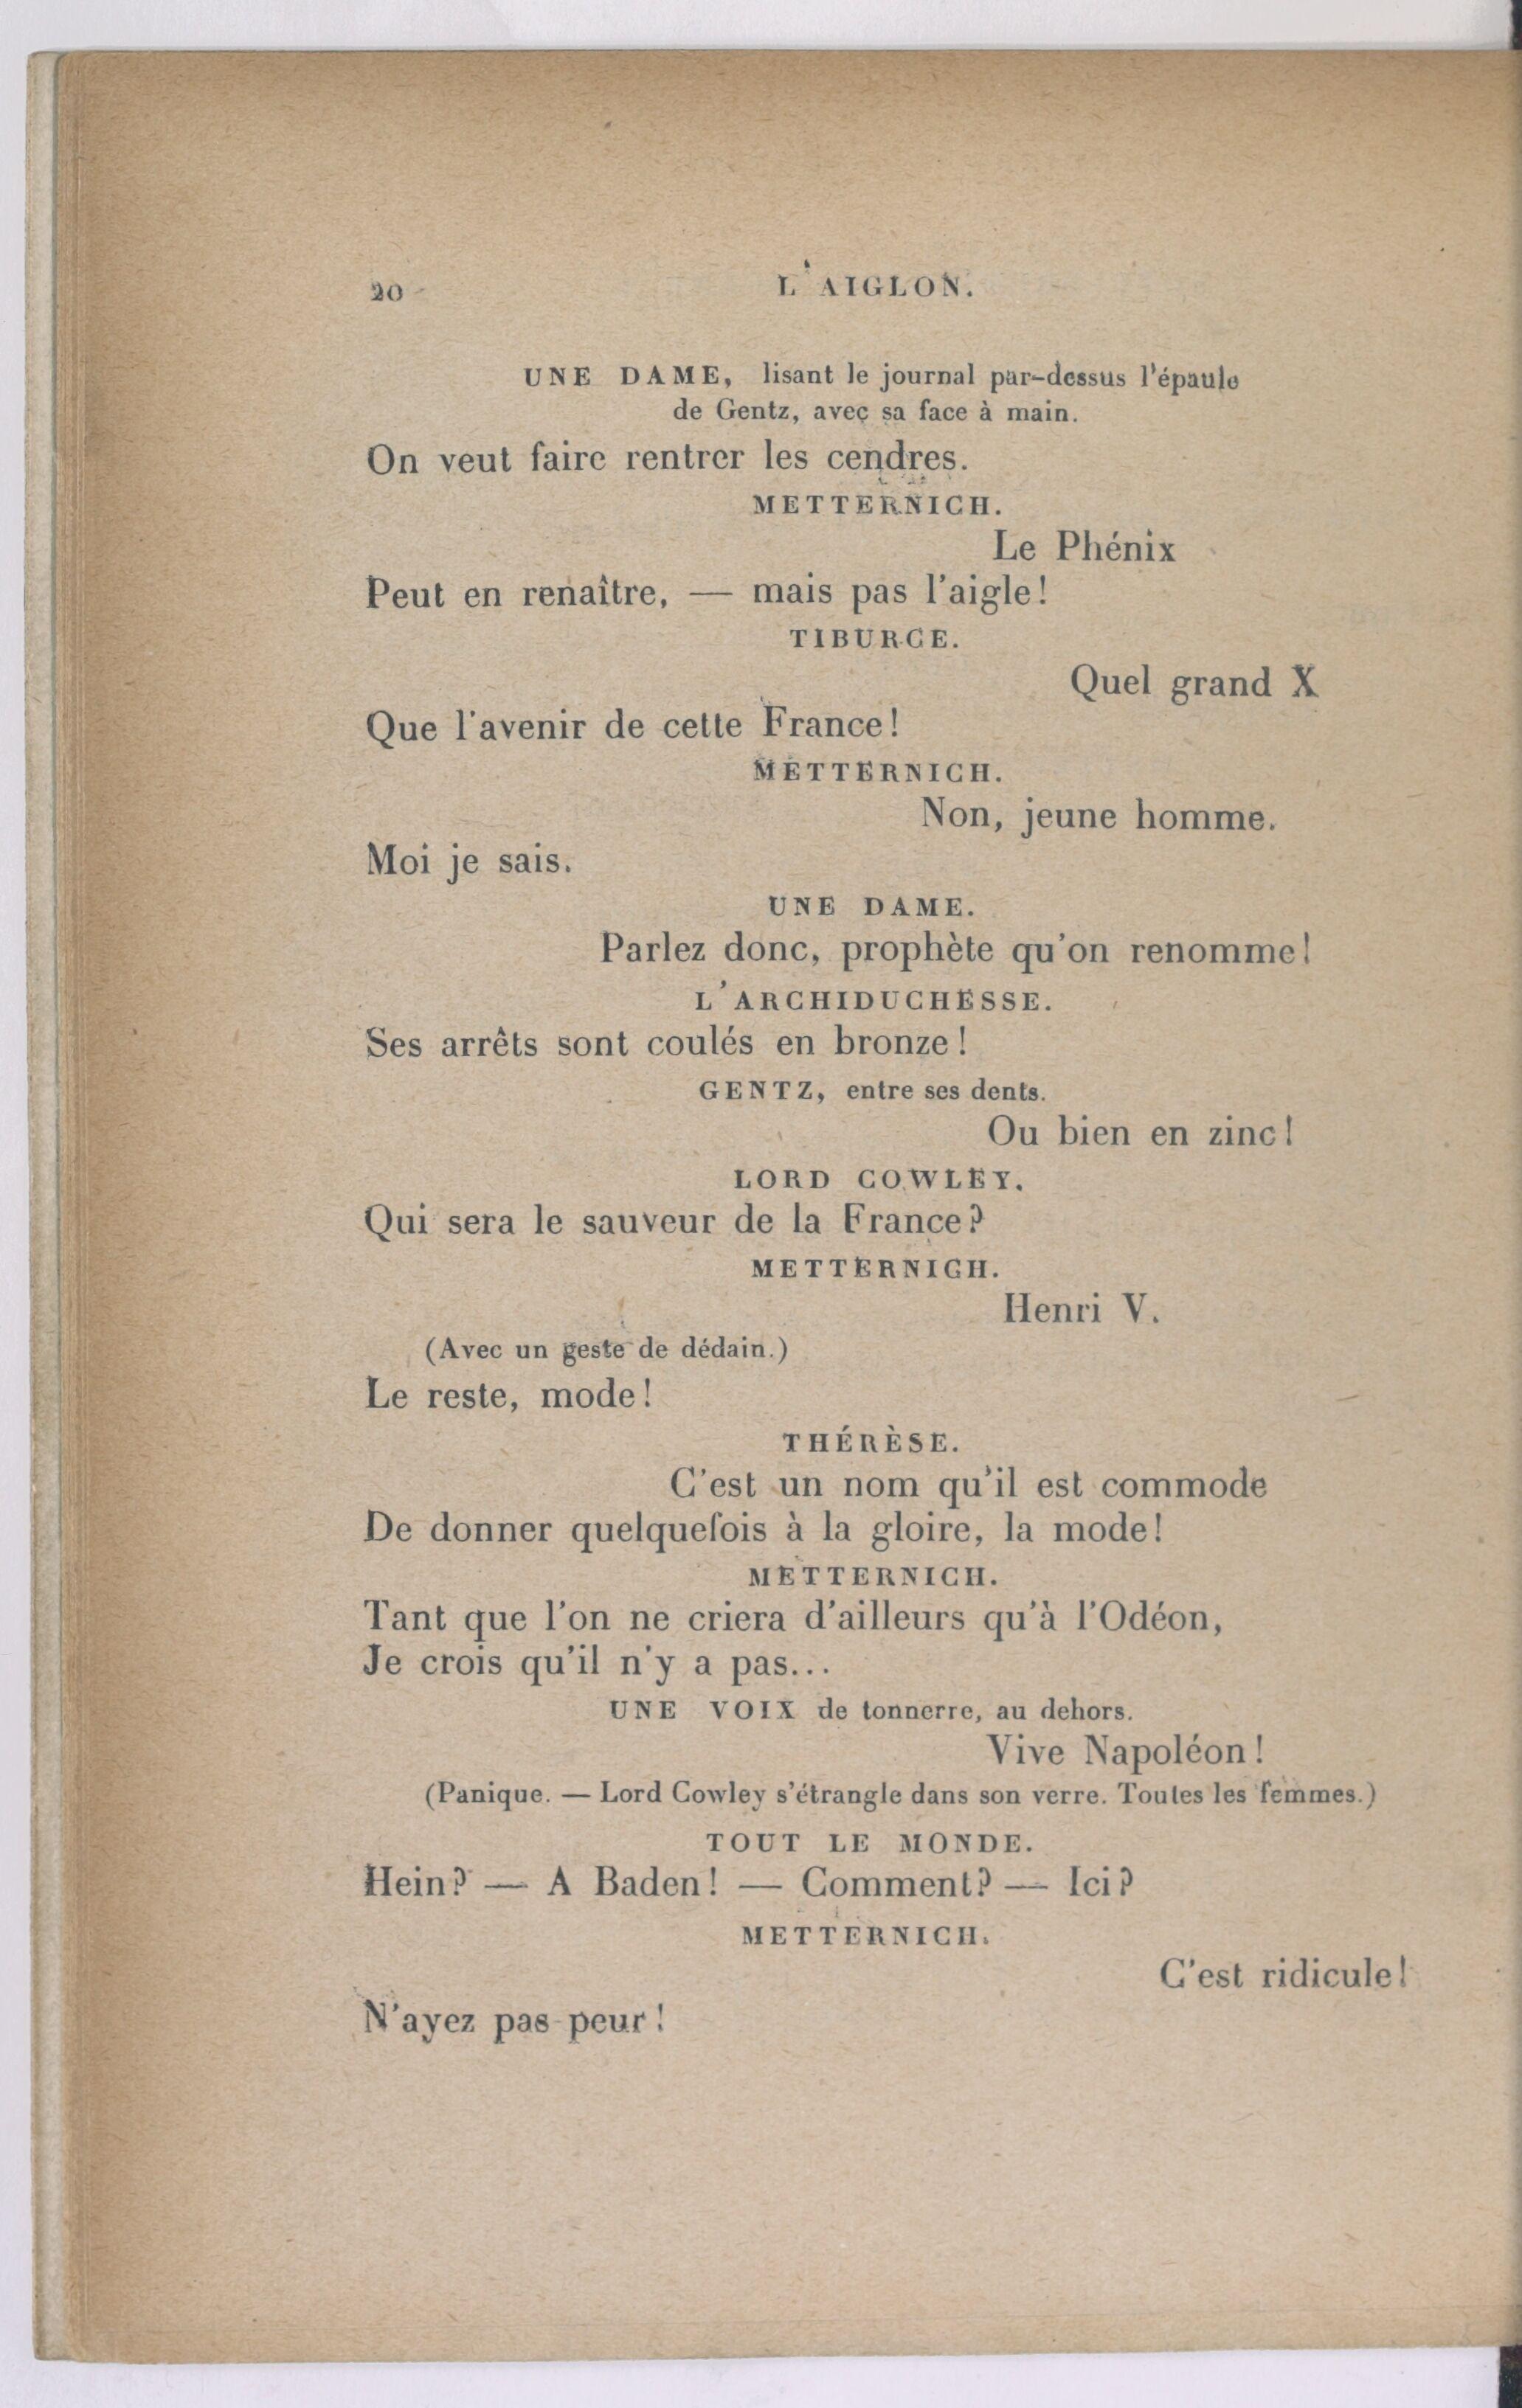 20
L'AIGLON.
UNE DAME, lisant le journal par-dessus l'épaule
de Gentz, avec sa face à main.
On veut faire rentrer les cendres.
METTERNICH.
Le Phénix
Peut en renaître, — mais pas l'aigle!
TIBURCE.
Quel grand X
Que l'avenir de cette France!
METTERNICH.
Non, jeune homme.
Moi je sais.
UNE DAME.
Parlez donc, prophète qu'on renomme!
L'ARCHIDUCHESSE.
Ses arrêts sont coulés en bronze!
GENTZ, entre ses dents.
Ou bien en zinc!
LORD COWLEY.
Qui sera le sauveur de la France?
METTERNICH.
Henri V.
(Avec un geste de dédain.)
Le reste, mode!
THÉRÈSE.
C'est un nom qu'il est commode
De donner quelquefois à la gloire, la mode!
METTERNICH.
Tant que l'on ne criera d'ailleurs qu'à l'Odéon,
Je crois qu'il n'y a pas...
UNE VOIX de tonnerre, au dehors.
Vive Napoléon!
(Panique. — Lord Cowley s'étrangle dans son verre. Toutes les femmes.)
TOUT LE MONDE.
Hein? — A Baden! — Comment? — Ici?
METTERNICH.
C'est ridicule!
N'ayez pas peur!